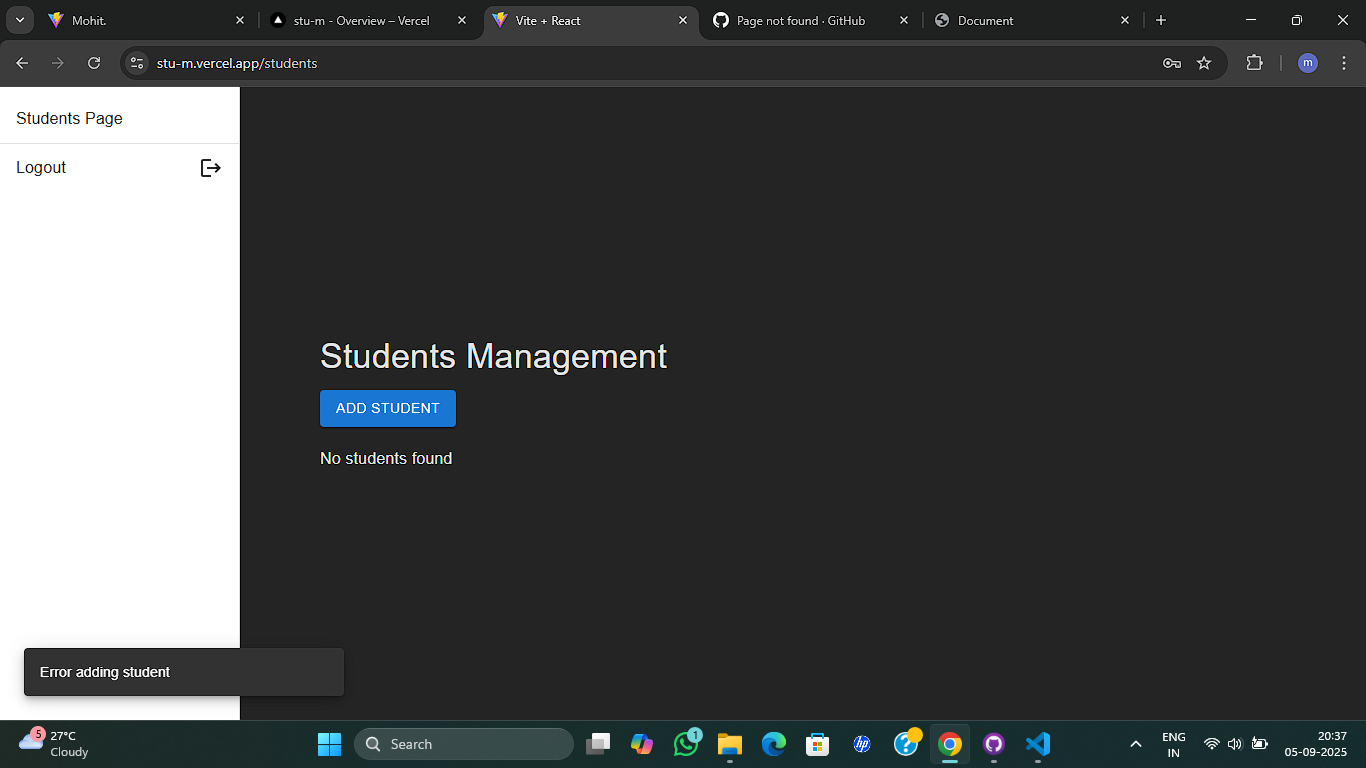 Mohit.
stu-m - Overview – Vercel
Vite + React
Page not found · GitHub
Document
stu-m.vercel.app/students
m
Students Page
Logout
Students Management
ADD STUDENT
No students found
Error adding student
5
27°C
Cloudy
Search
1
hp
?
ENG
IN
20:37
05-09-2025